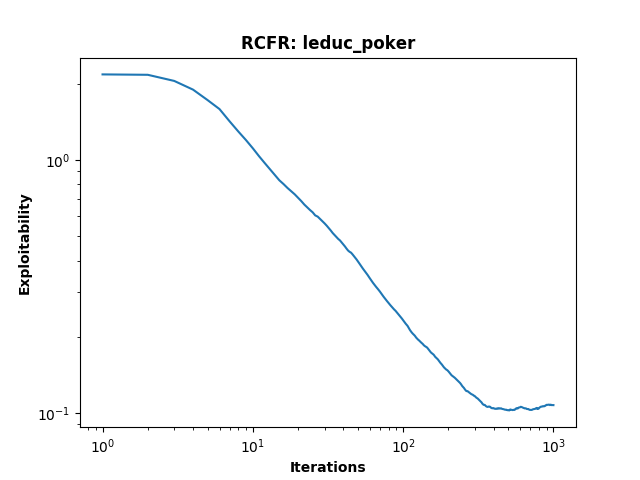 RCFR: leduc_poker
Exploitability
10⁰
10⁻¹
10⁰
10¹
10²
10³
Iterations